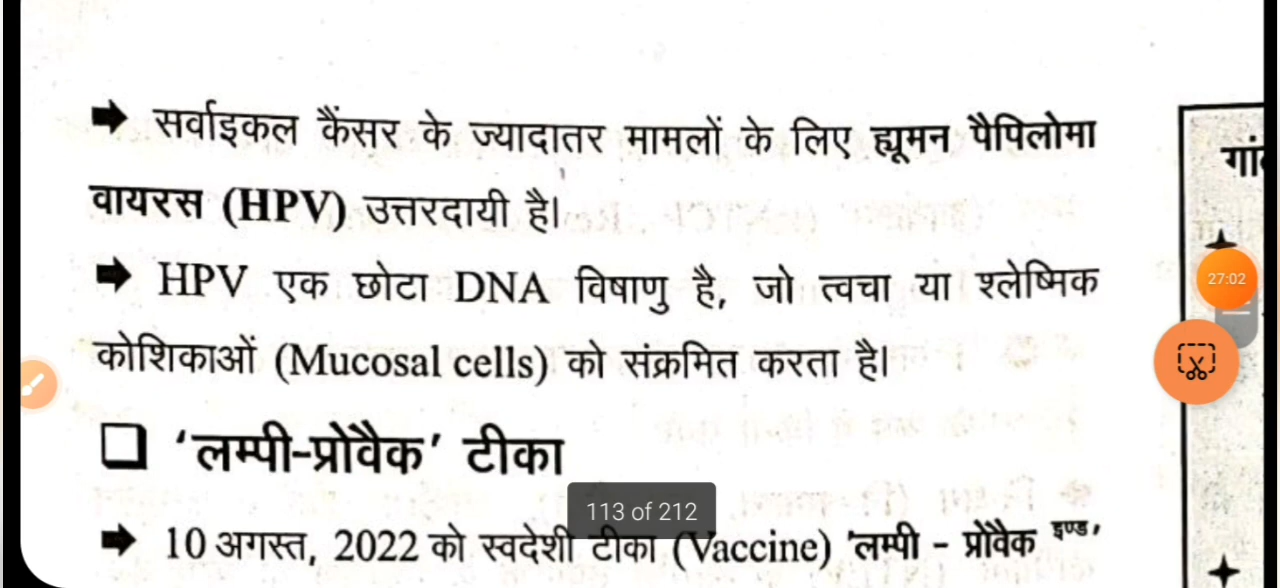 ➡ सर्वाइकल कैंसर के ज्यादातर मामलों के लिए ह्यूमन पैपिलोमा
वायरस (HPV) उत्तरदायी है।
➡ HPV एक छोटा DNA विषाणु है, जो त्वचा या श्लेष्मिक
कोशिकाओं (Mucosal cells) को संक्रमित करता है।
❑ ‘लम्पी-प्रोवैक’ टीका
113 of 212
➡ 10 अगस्त, 2022 को स्वदेशी टीका (Vaccine) 'लम्पी - प्रोवैक इण्ड'
27:02